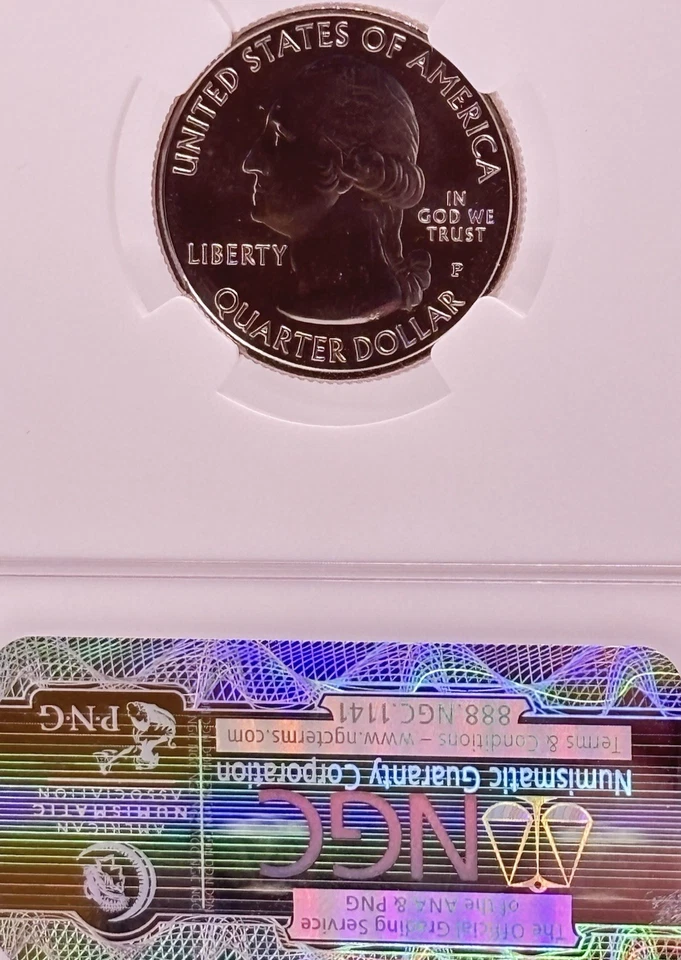 UNITED STATES OF AMERICA
IN
GOD WE
TRUST
LIBERTY
P
QUARTER DOLLAR
The Official Grading Service
of the ANA & PNG
NGC
Numismatic Guaranty Corporation
Terms & Conditions – www.ngcterms.com
888.NGC.1141
AMERICAN
NUMISMATIC
ASSOCIATION
P·N·G